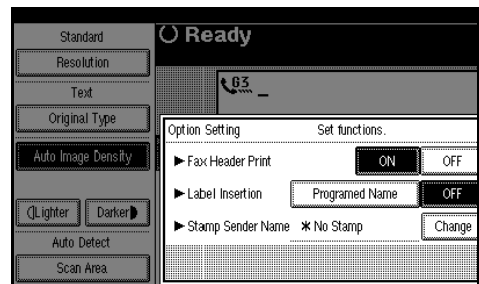 Standard
Ready
Resolution
Text
G3 _
Original Type
Option Setting Set functions.
Auto Image Density
► Fax Header Print ON OFF
► Label Insertion Programed Name OFF
Lighter Darker
► Stamp Sender Name ✱ No Stamp Change
Auto Detect
Scan Area